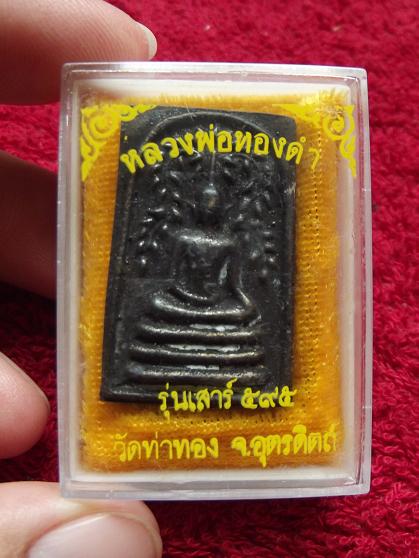 หลวงพ่อทองดำ
รุ่นเสาร์ ๕๙๕
วัดท่าทอง จ.อุตรดิตถ์